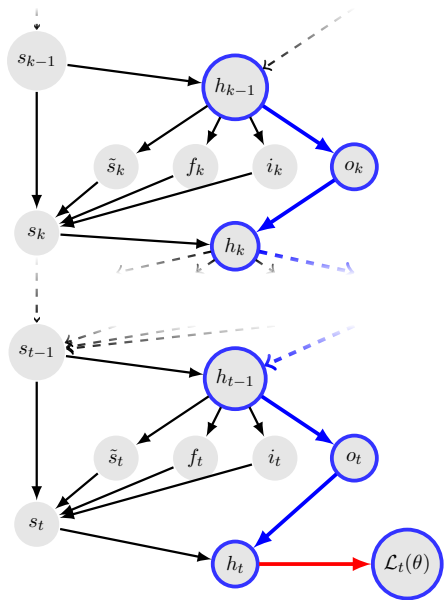 s_{k−1}
h_{k−1}
s̃_k f_k i_k o_k
s_k
h_k
s_{t−1}
h_{t−1}
s̃_t f_t i_t o_t
s_t
h_t ℒ_t(θ)